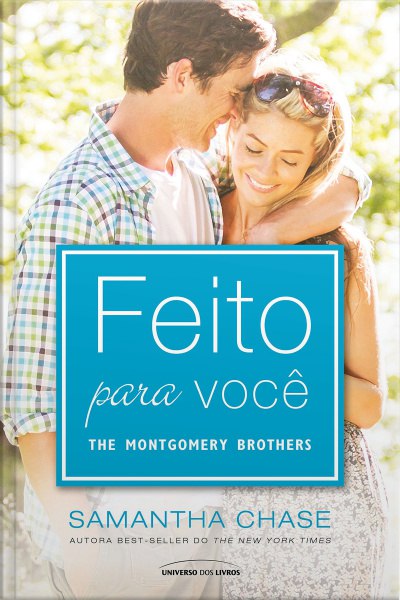 Feito
para você
THE MONTGOMERY BROTHERS
SAMANTHA CHASE
AUTORA BEST-SELLER DO THE NEW YORK TIMES
UNIVERSO DOS LIVROS